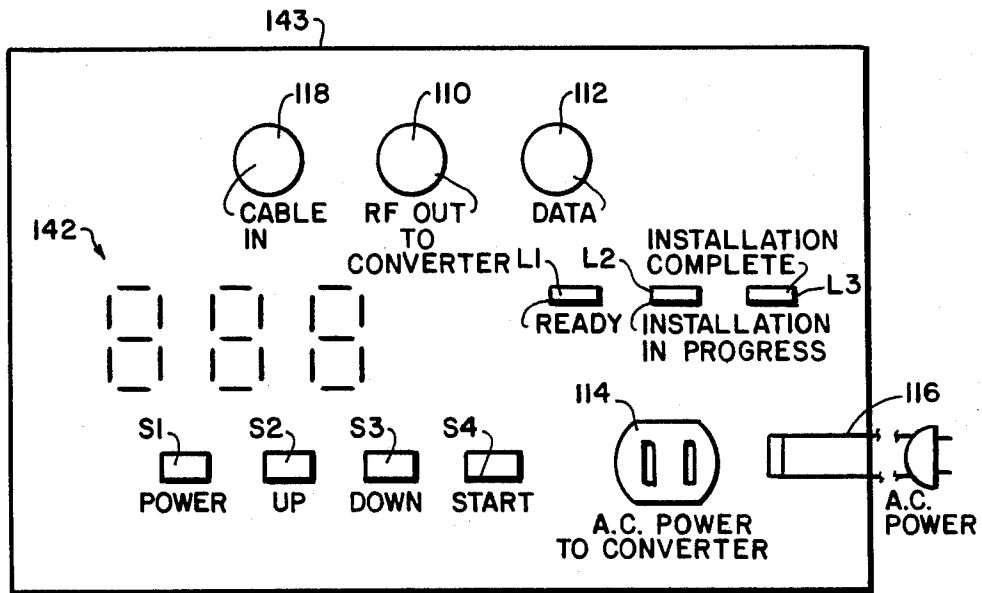 143
118
110
112
CABLE
IN
RF OUT
TO
CONVERTER
DATA
142
L1
L2
INSTALLATION
COMPLETE
L3
READY
INSTALLATION
IN PROGRESS
S1
S2
S3
S4
114
116
POWER
UP
DOWN
START
A.C. POWER
TO CONVERTER
A.C.
POWER